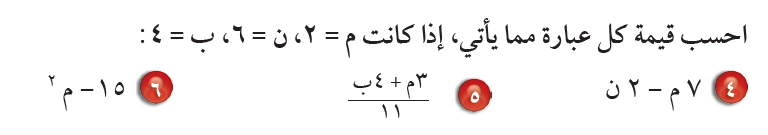 احسب قيمة كل عبارة مما يأتي، إذا كانت م = ٢، ن = ٦، ب = ٤ :
٤ ٧ م – ٢ ن
٥ ٣م + ٤ب / ١١
٦ ١٥ – م ٢